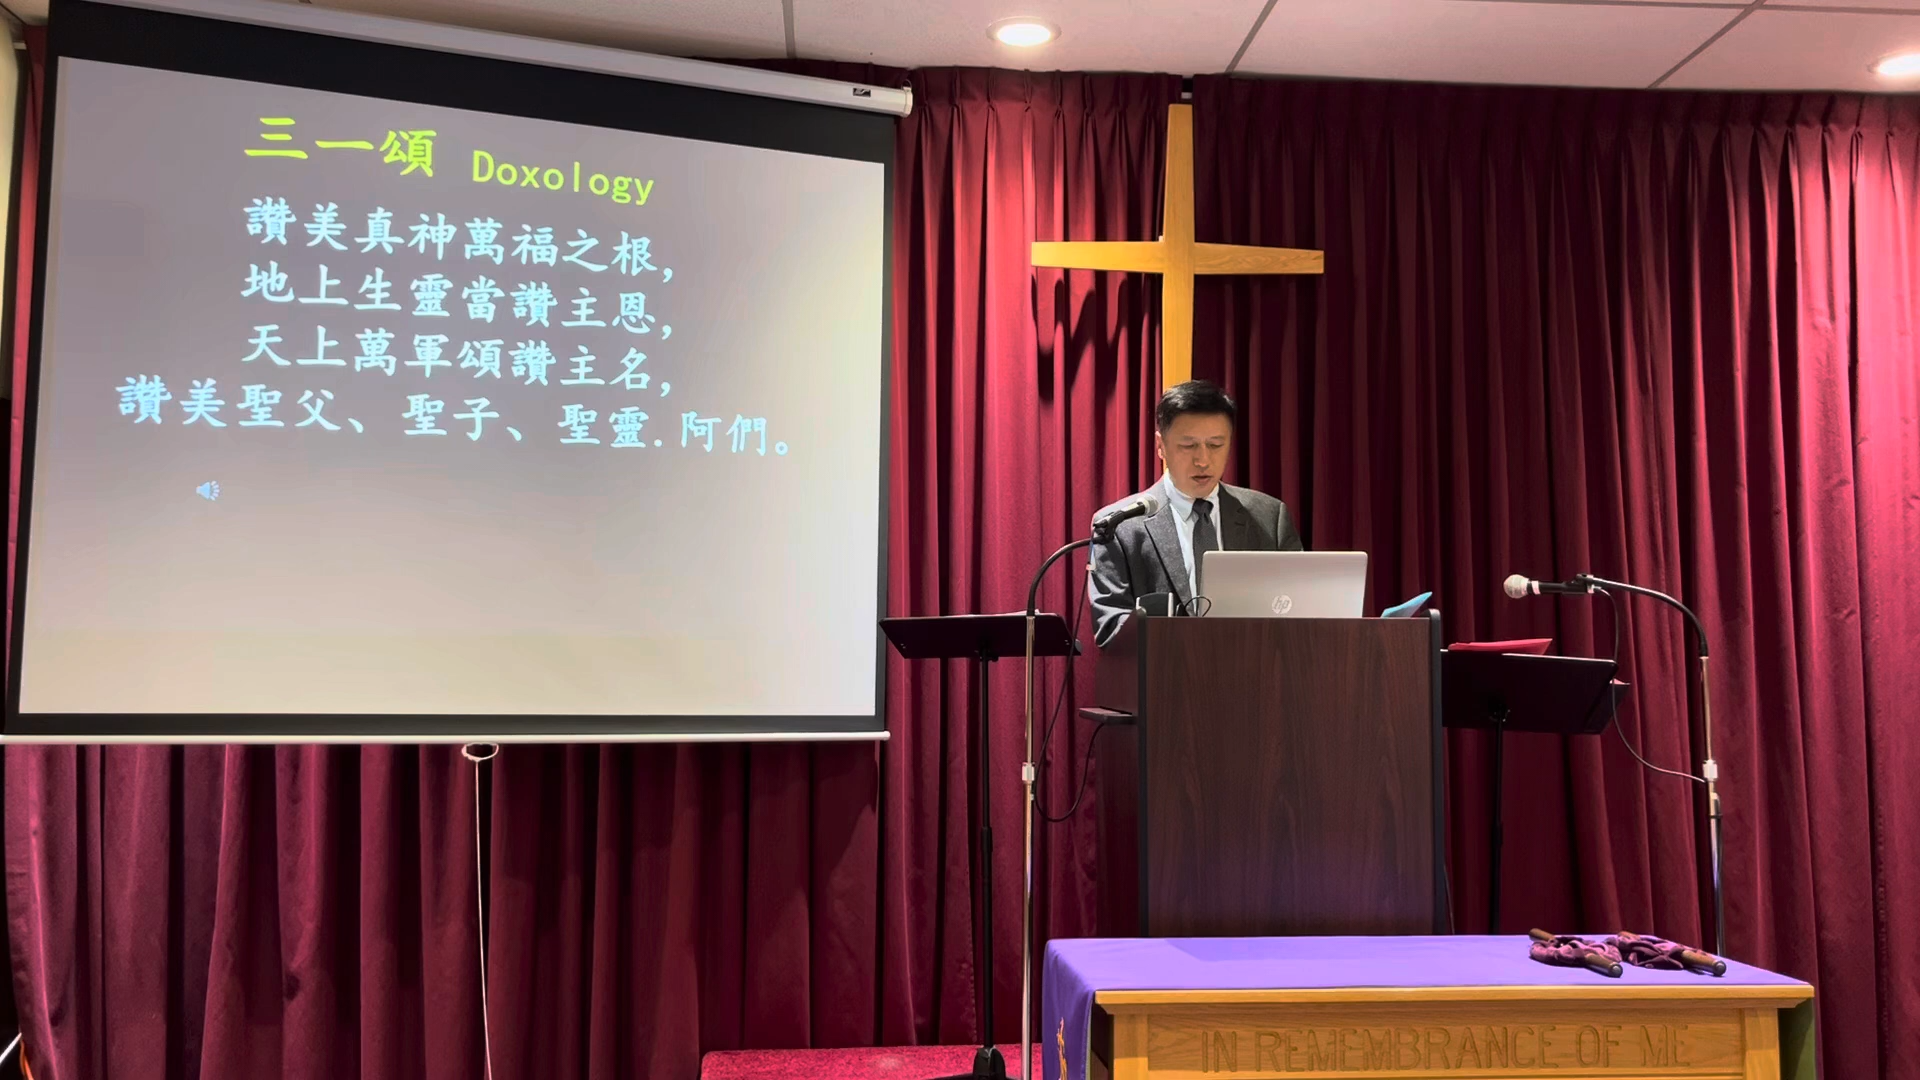 三一頌 Doxology
讚美真神萬福之根,
地上生靈當讚主恩,
天上萬軍頌讚主名,
讚美聖父、聖子、聖靈.阿們。
hp
IN REMEMBRANCE OF ME